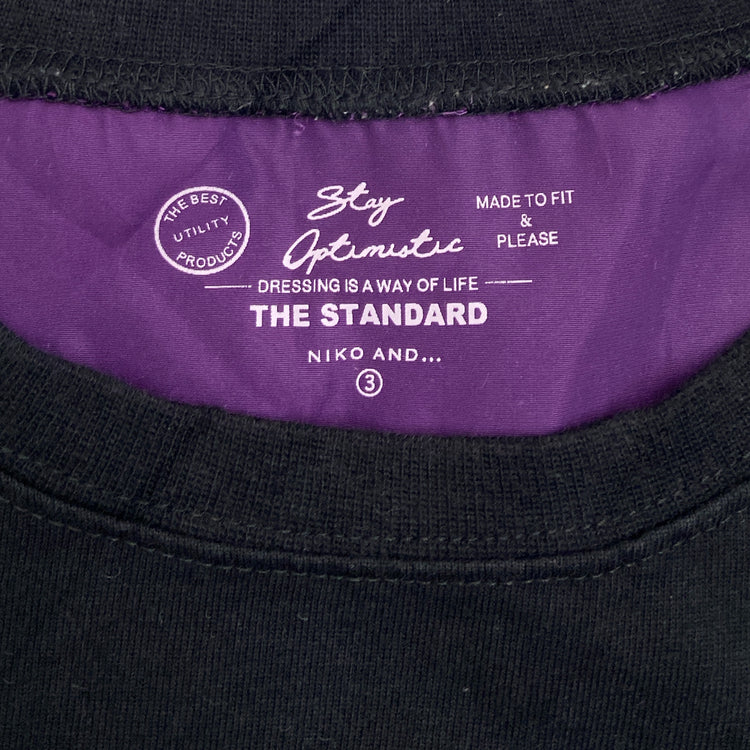 THE BEST
UTILITY
PRODUCTS
Stay
Optimistic
MADE TO FIT
&
PLEASE
DRESSING IS A WAY OF LIFE
THE STANDARD
NIKO AND...
3